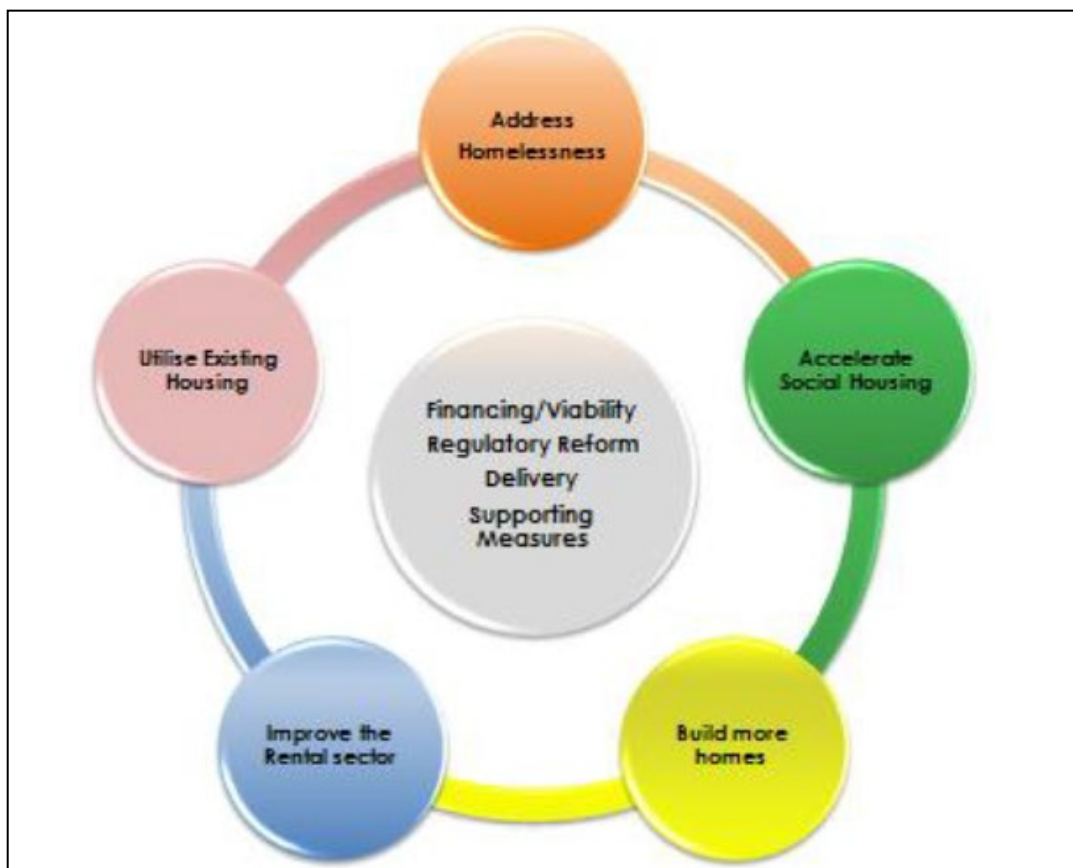 Address
Homelessness
Utilise Existing
Housing
Accelerate
Social Housing
Financing/Viability
Regulatory Reform
Delivery
Supporting
Measures
Improve the
Rental sector
Build more
homes